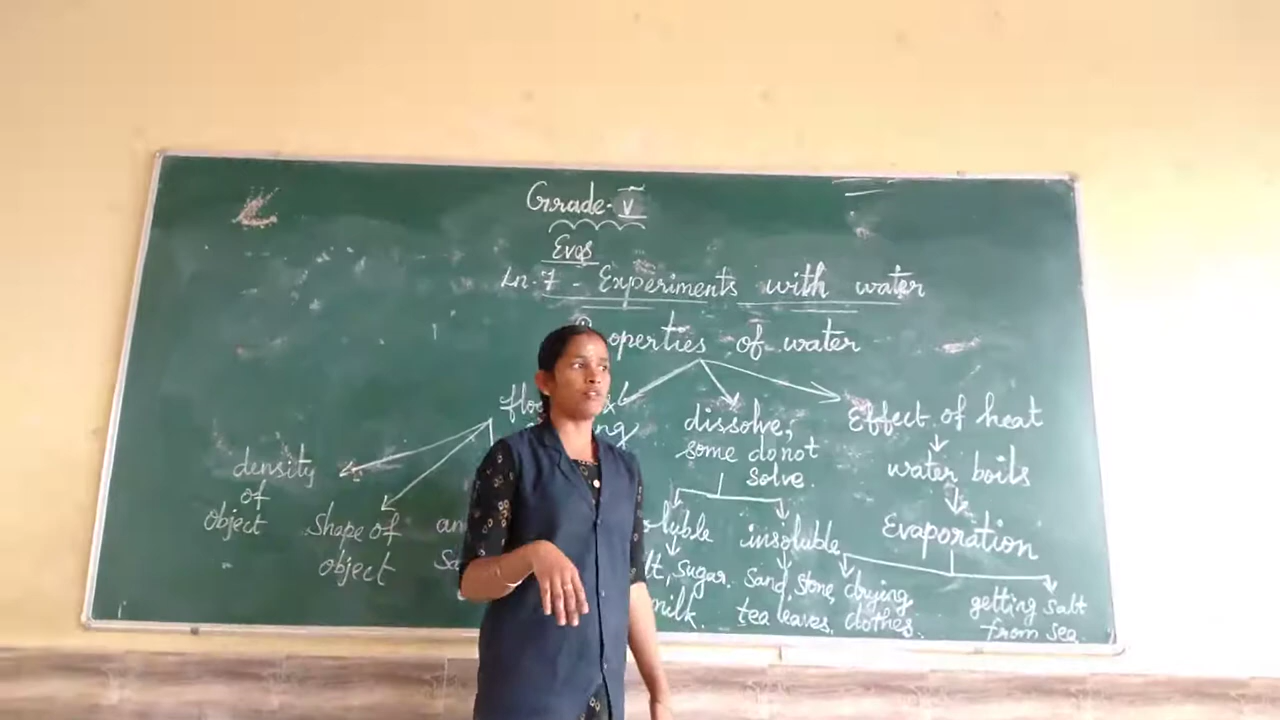 Grade-V
Evs
Ln.7 - Experiments with water
Properties of water
density
of
object
Shape of
object
dissolve,
some do not
solve.
soluble
sugar.
milk.
insoluble
sand, stone,
tea leaves.
Effect of heat
water boils
Evaporation
drying
clothes.
getting salt
from sea.